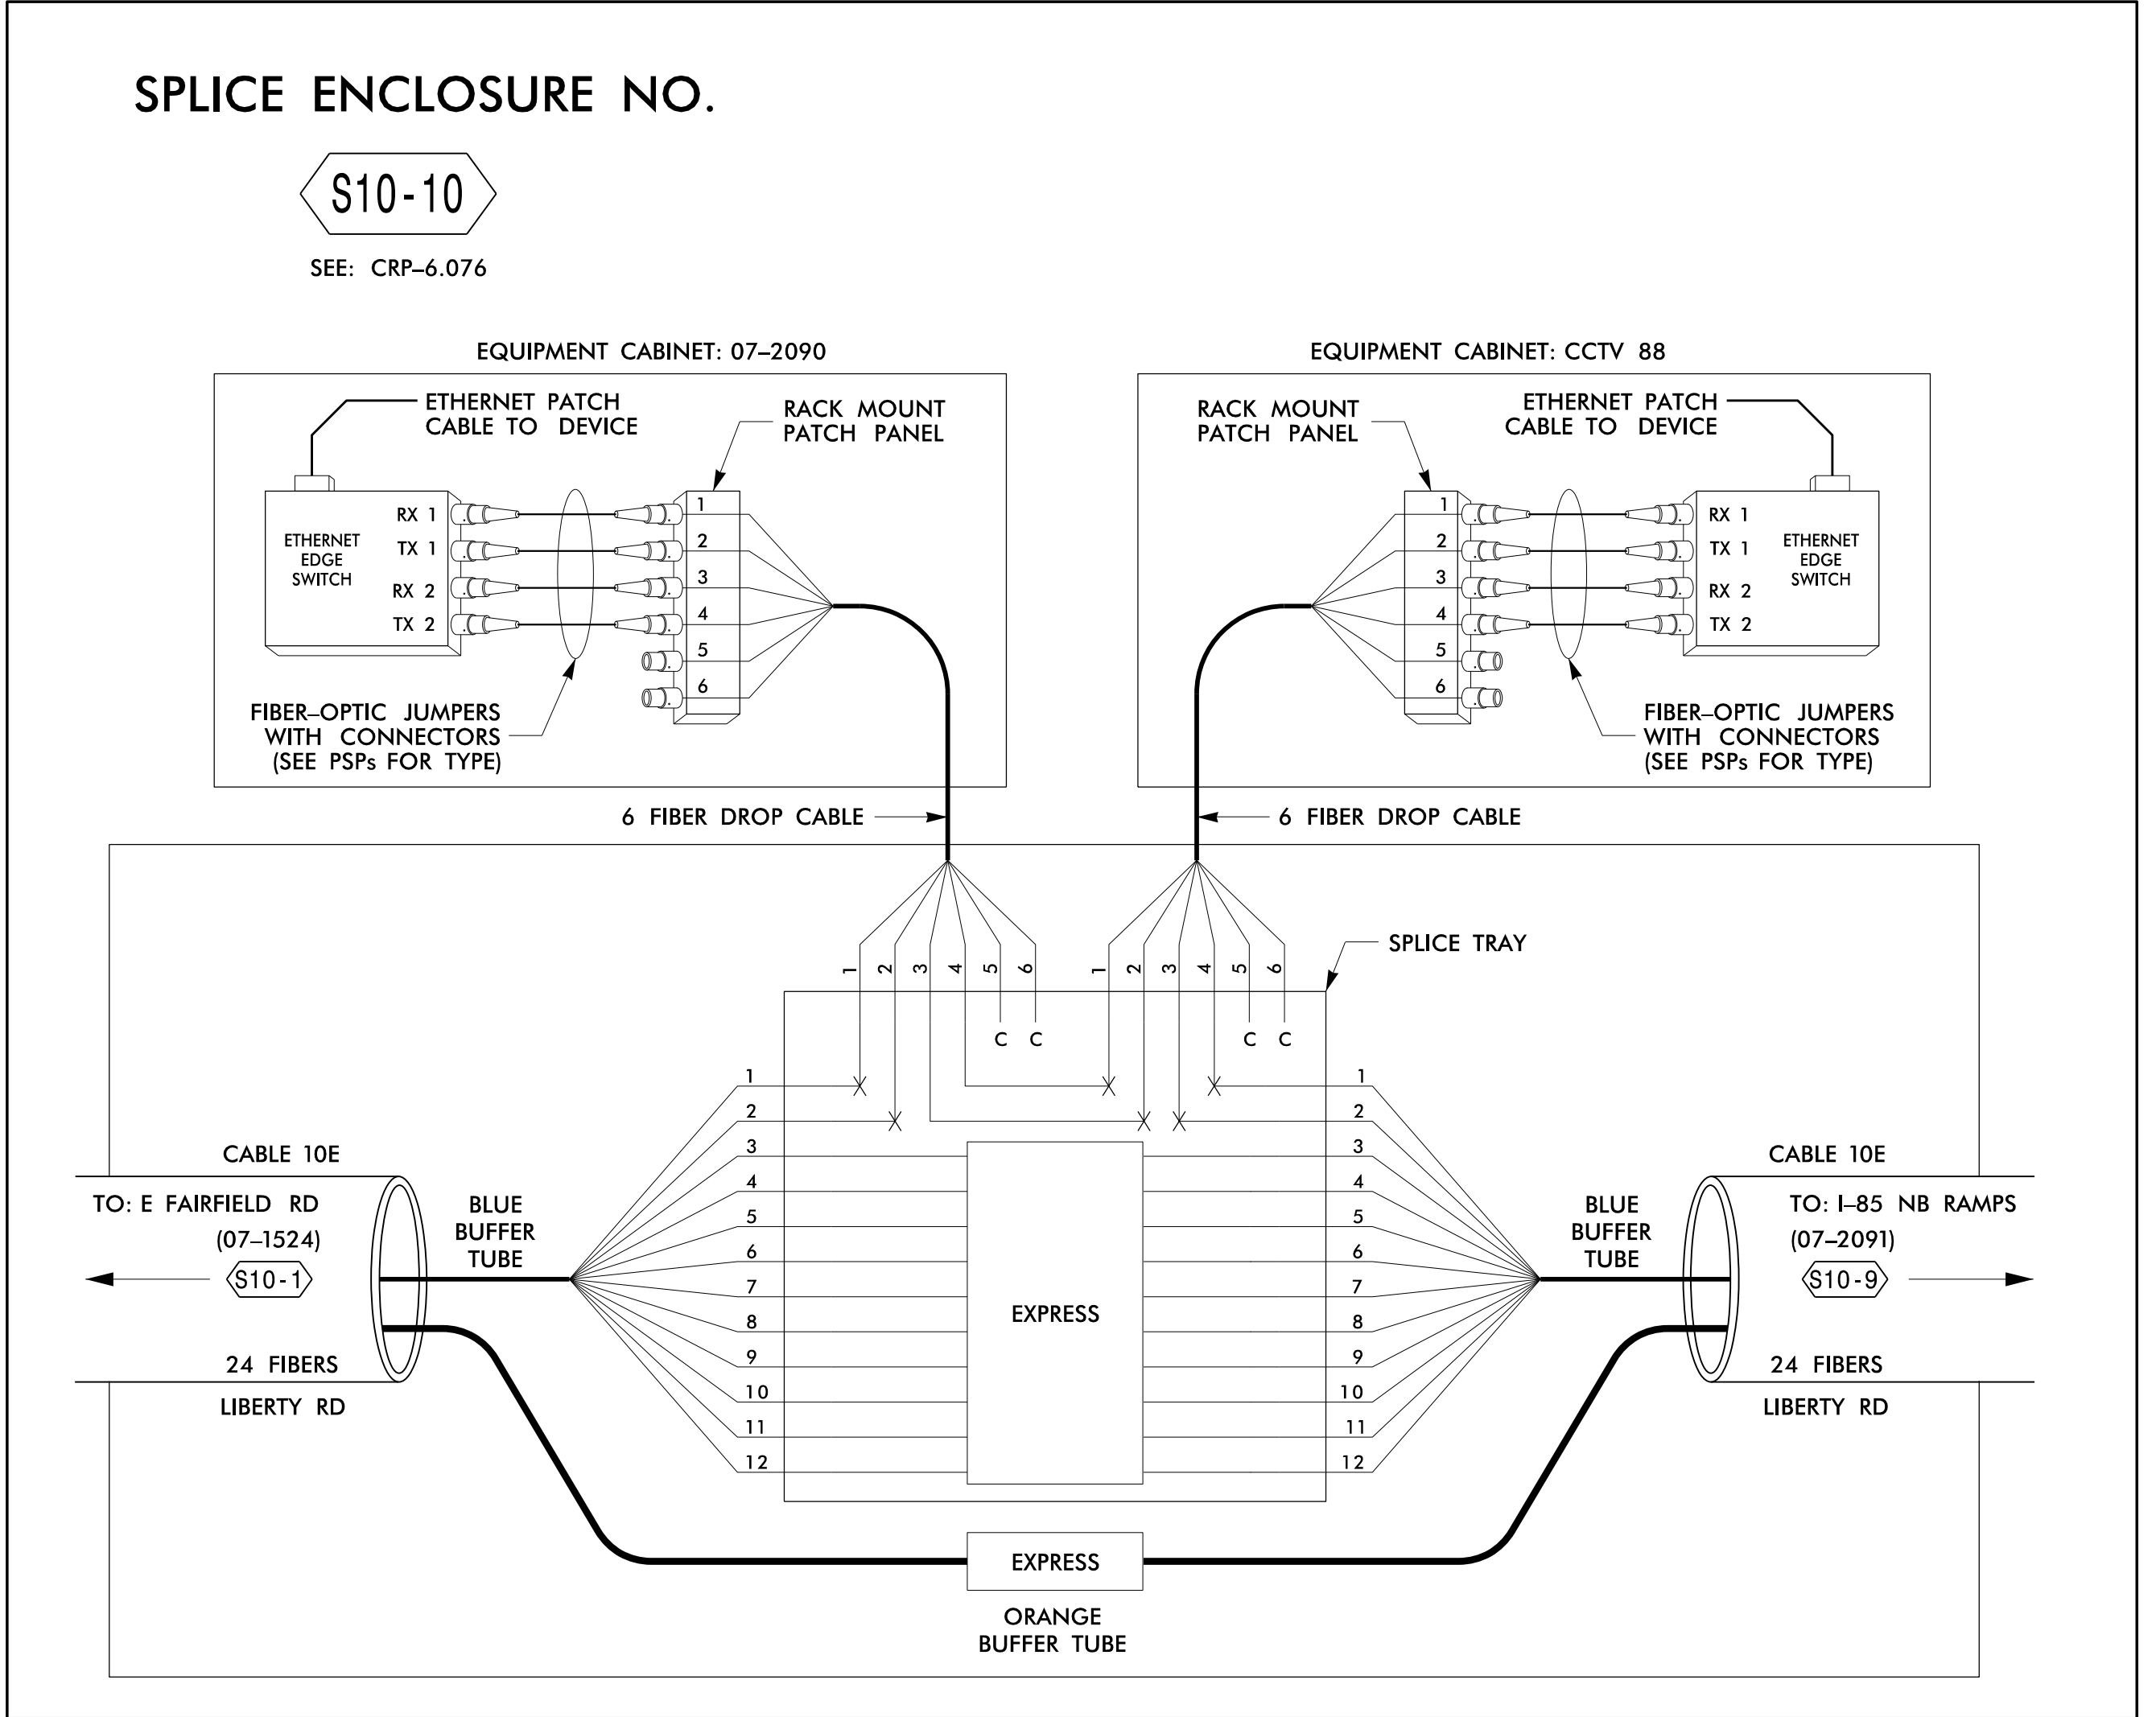 SPLICE ENCLOSURE NO.
S10-10
SEE: CRP–6.076
EQUIPMENT CABINET: 07–2090
ETHERNET PATCH
CABLE TO DEVICE
RACK MOUNT
PATCH PANEL
ETHERNET
EDGE
SWITCH
RX 1
TX 1
RX 2
TX 2
1
2
3
4
5
6
FIBER–OPTIC JUMPERS
WITH CONNECTORS
(SEE PSPs FOR TYPE)
EQUIPMENT CABINET: CCTV 88
RACK MOUNT
PATCH PANEL
ETHERNET PATCH
CABLE TO DEVICE
1
2
3
4
5
6
RX 1
TX 1
RX 2
TX 2
ETHERNET
EDGE
SWITCH
FIBER–OPTIC JUMPERS
WITH CONNECTORS
(SEE PSPs FOR TYPE)
6 FIBER DROP CABLE
6 FIBER DROP CABLE
SPLICE TRAY
1 2 3 4 5 6
1 2 3 4 5 6
C C
C C
CABLE 10E
TO: E FAIRFIELD RD
(07–1524)
S10-1
24 FIBERS
LIBERTY RD
BLUE
BUFFER
TUBE
1
2
3
4
5
6
7
8
9
10
11
12
EXPRESS
1
2
3
4
5
6
7
8
9
10
11
12
BLUE
BUFFER
TUBE
CABLE 10E
TO: I–85 NB RAMPS
(07–2091)
S10-9
24 FIBERS
LIBERTY RD
EXPRESS
ORANGE
BUFFER TUBE